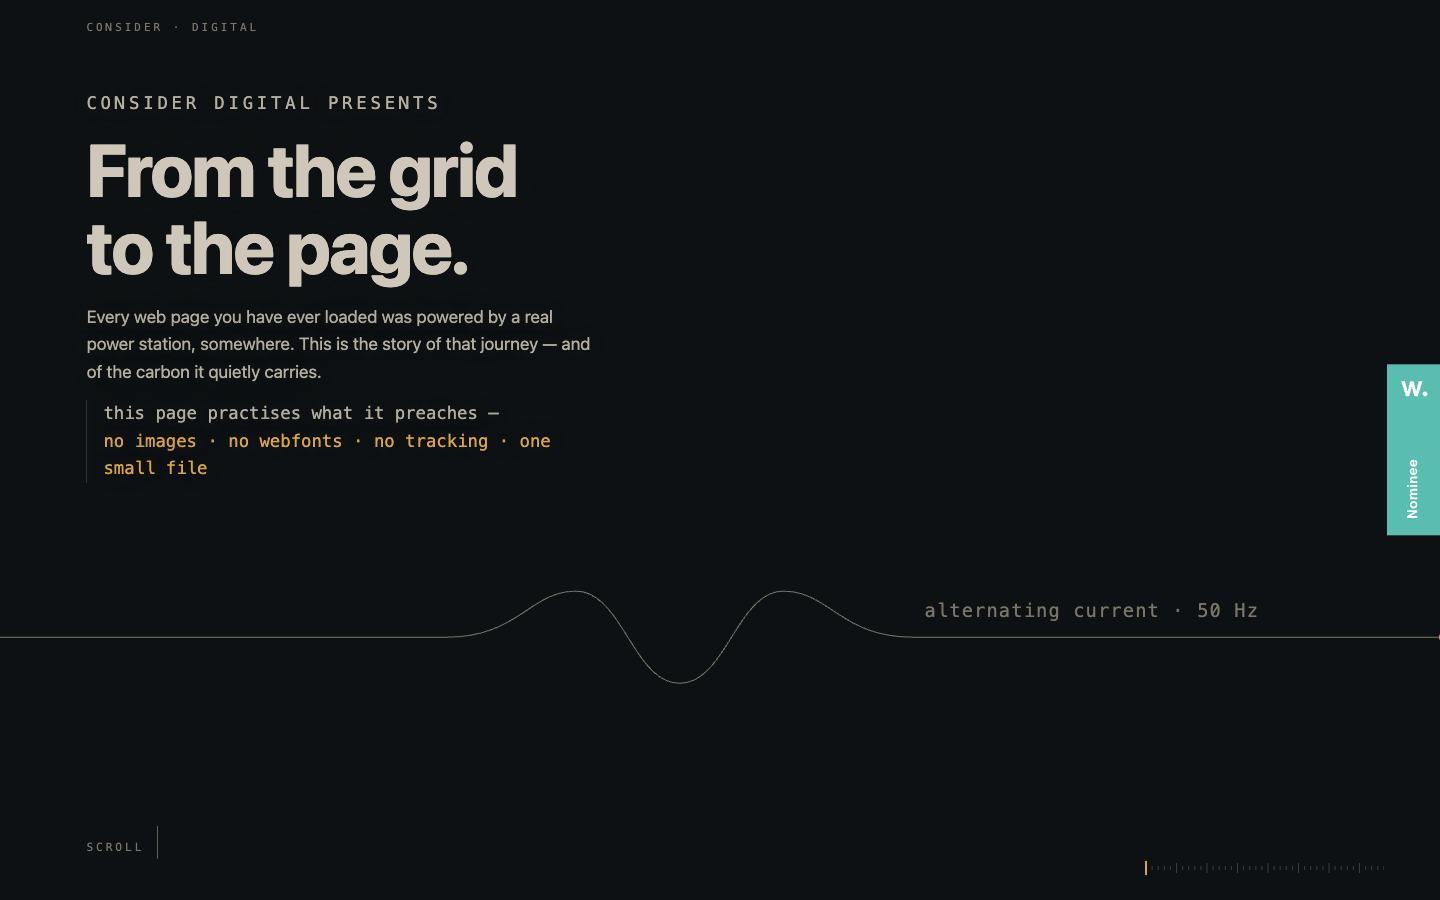 CONSIDER · DIGITAL
CONSIDER DIGITAL PRESENTS
From the grid
to the page.
Every web page you have ever loaded was powered by a real
power station, somewhere. This is the story of that journey — and
of the carbon it quietly carries.
this page practises what it preaches —
no images · no webfonts · no tracking · one
small file
W.
Nominee
alternating current · 50 Hz
SCROLL